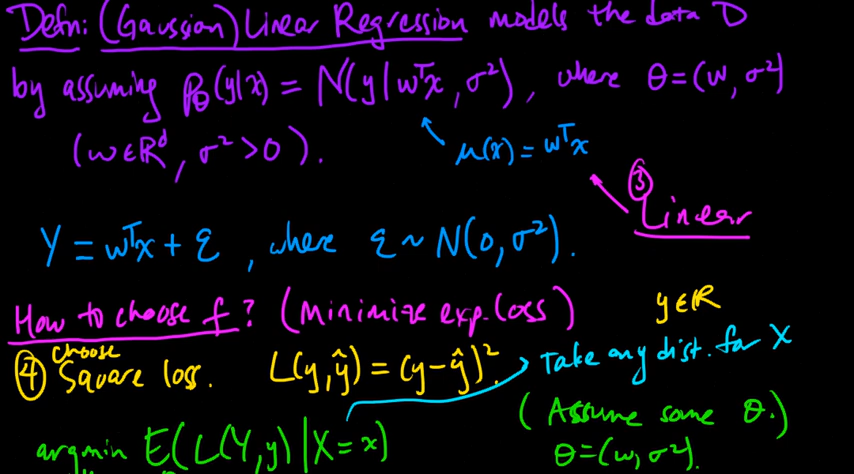 Defn: (Gaussian) Linear Regression models the data D
by assuming p_θ(y|x) = N(y | wᵀx, σ²), where θ = (w, σ²)
(w∈ℝᵈ, σ² > 0).
μ(x) = wᵀx
③ Linear
Y = wᵀx + ε, where ε ~ N(0, σ²).
How to choose f? (minimize exp. loss)
y∈ℝ
④ choose Square loss. L(y, ŷ) = (y - ŷ)².
Take any dist. for X
(Assume some θ.)
argmin E(L(Y, y) | X = x)
θ = (w, σ²).